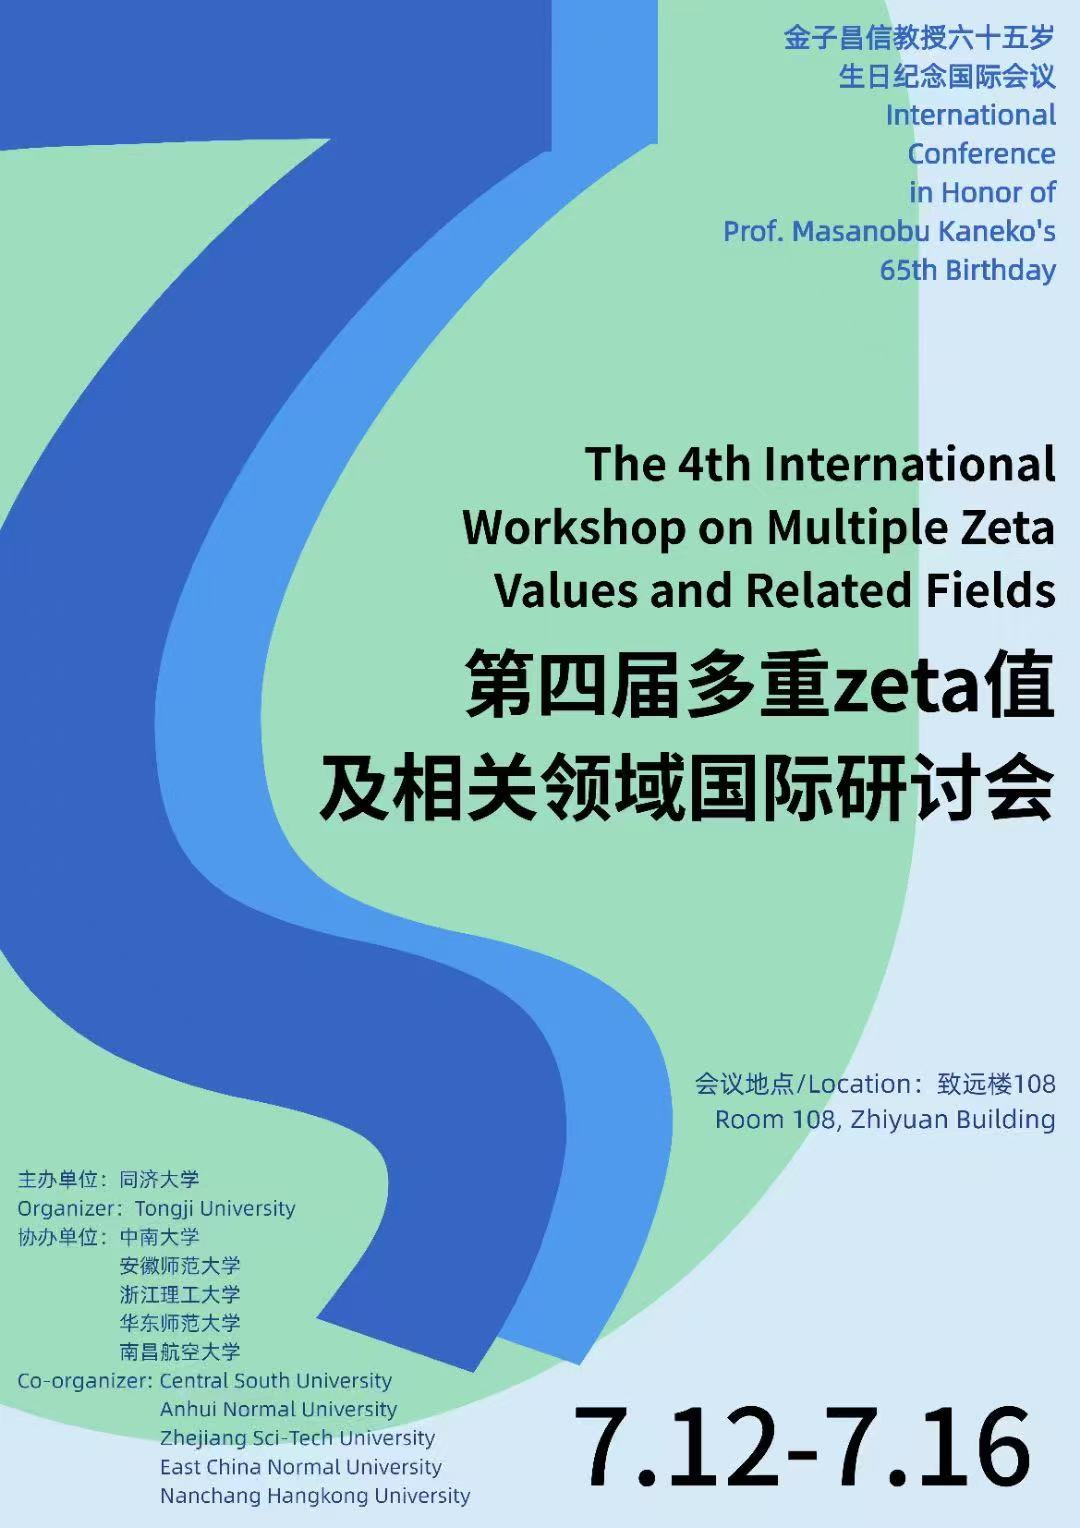 金子昌信教授六十五岁
生日纪念国际会议
International
Conference
in Honor of
Prof. Masanobu Kaneko's
65th Birthday
The 4th International
Workshop on Multiple Zeta
Values and Related Fields
第四届多重zeta值
及相关领域国际研讨会
会议地点/Location：致远楼108
Room 108, Zhiyuan Building
主办单位：同济大学
Organizer：Tongji University
协办单位：中南大学
安徽师范大学
浙江理工大学
华东师范大学
南昌航空大学
Co-organizer: Central South University
Anhui Normal University
Zhejiang Sci-Tech University
East China Normal University
Nanchang Hangkong University
7.12-7.16